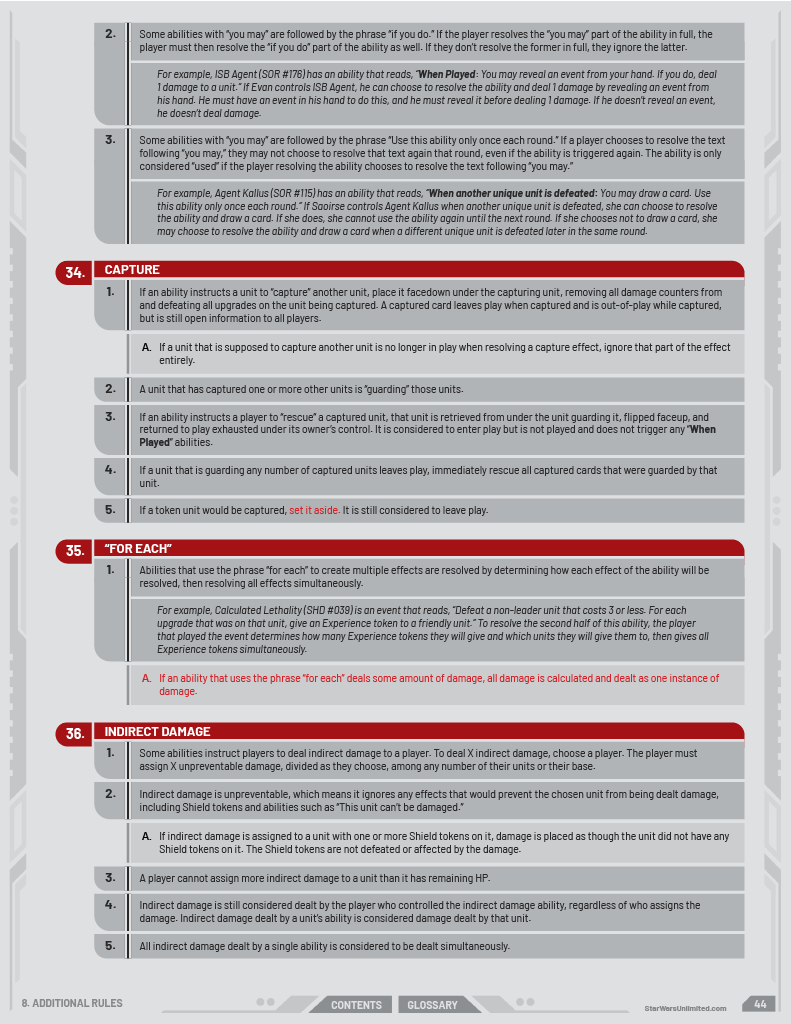 2. Some abilities with “you may” are followed by the phrase “if you do.” If the player resolves the “you may” part of the ability in full, the
player must then resolve the “if you do” part of the ability as well. If they don’t resolve the former in full, they ignore the latter.
For example, ISB Agent (SOR #176) has an ability that reads, “When Played: You may reveal an event from your hand. If you do, deal
1 damage to a unit.” If Evan controls ISB Agent, he can choose to resolve the ability and deal 1 damage by revealing an event from
his hand. He must have an event in his hand to do this, and he must reveal it before dealing 1 damage. If he doesn’t reveal an event,
he doesn’t deal damage.
3. Some abilities with “you may” are followed by the phrase “Use this ability only once each round.” If a player chooses to resolve the text
following “you may,” they may not choose to resolve that text again that round, even if the ability is triggered again. The ability is only
considered “used” if the player resolving the ability chooses to resolve the text following “you may.”
For example, Agent Kallus (SOR #115) has an ability that reads, “When another unique unit is defeated: You may draw a card. Use
this ability only once each round.” If Saoirse controls Agent Kallus when another unique unit is defeated, she can choose to resolve
the ability and draw a card. If she does, she cannot use the ability again until the next round. If she chooses not to draw a card, she
may choose to resolve the ability and draw a card when a different unique unit is defeated later in the same round.
34. CAPTURE
1. If an ability instructs a unit to “capture” another unit, place it facedown under the capturing unit, removing all damage counters from
and defeating all upgrades on the unit being captured. A captured card leaves play when captured and is out-of-play while captured,
but is still open information to all players.
A. If a unit that is supposed to capture another unit is no longer in play when resolving a capture effect, ignore that part of the effect
entirely.
2. A unit that has captured one or more other units is “guarding” those units.
3. If an ability instructs a player to “rescue” a captured unit, that unit is retrieved from under the unit guarding it, flipped faceup, and
returned to play exhausted under its owner’s control. It is considered to enter play but is not played and does not trigger any “When
Played” abilities.
4. If a unit that is guarding any number of captured units leaves play, immediately rescue all captured cards that were guarded by that
unit.
5. If a token unit would be captured, set it aside. It is still considered to leave play.
35. “FOR EACH”
1. Abilities that use the phrase “for each” to create multiple effects are resolved by determining how each effect of the ability will be
resolved, then resolving all effects simultaneously.
For example, Calculated Lethality (SHD #039) is an event that reads, “Defeat a non-leader unit that costs 3 or less. For each
upgrade that was on that unit, give an Experience token to a friendly unit.” To resolve the second half of this ability, the player
that played the event determines how many Experience tokens they will give and which units they will give them to, then gives all
Experience tokens simultaneously.
A. If an ability that uses the phrase “for each” deals some amount of damage, all damage is calculated and dealt as one instance of
damage.
36. INDIRECT DAMAGE
1. Some abilities instruct players to deal indirect damage to a player. To deal X indirect damage, choose a player. The player must
assign X unpreventable damage, divided as they choose, among any number of their units or their base.
2. Indirect damage is unpreventable, which means it ignores any effects that would prevent the chosen unit from being dealt damage,
including Shield tokens and abilities such as “This unit can’t be damaged.”
A. If indirect damage is assigned to a unit with one or more Shield tokens on it, damage is placed as though the unit did not have any
Shield tokens on it. The Shield tokens are not defeated or affected by the damage.
3. A player cannot assign more indirect damage to a unit than it has remaining HP.
4. Indirect damage is still considered dealt by the player who controlled the indirect damage ability, regardless of who assigns the
damage. Indirect damage dealt by a unit’s ability is considered damage dealt by that unit.
5. All indirect damage dealt by a single ability is considered to be dealt simultaneously.
8. ADDITIONAL RULES CONTENTS GLOSSARY StarWarsUnlimited.com 44